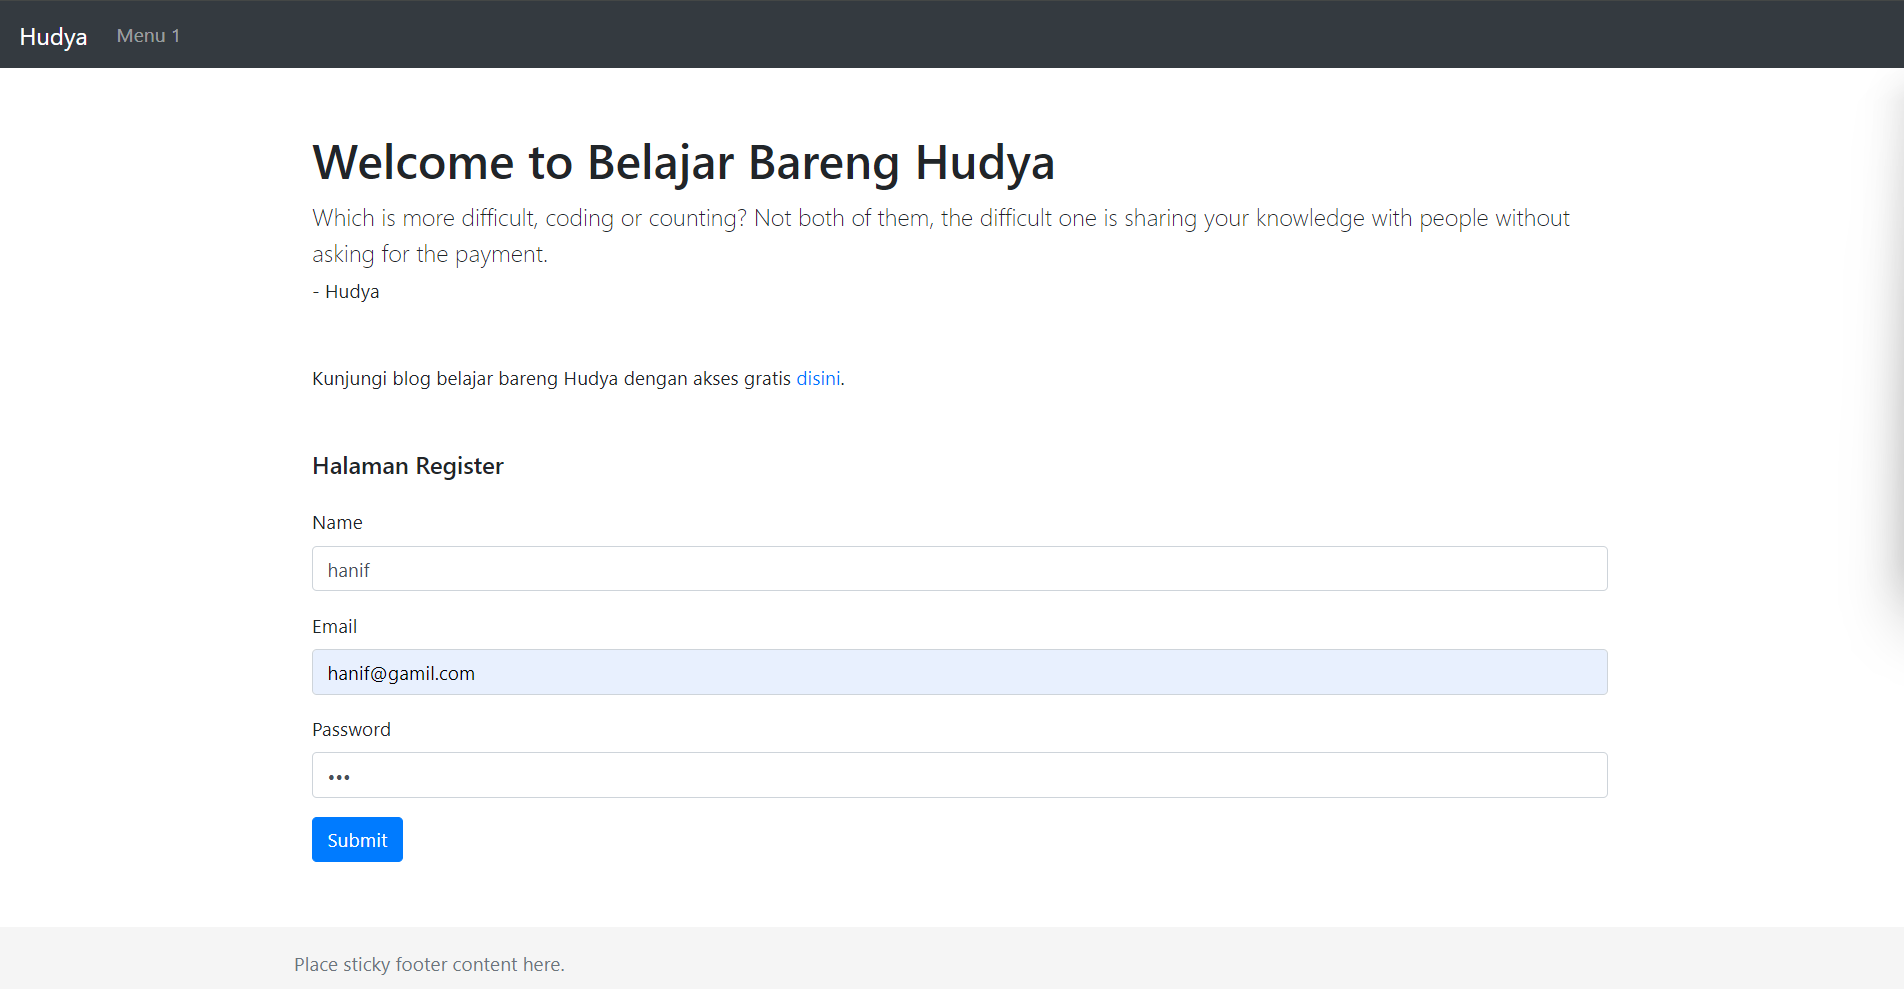 Hudya Menu 1
Welcome to Belajar Bareng Hudya
Which is more difficult, coding or counting? Not both of them, the difficult one is sharing your knowledge with people without
asking for the payment.
- Hudya
Kunjungi blog belajar bareng Hudya dengan akses gratis disini.
Halaman Register
Name
hanif
Email
hanif@gamil.com
Password
•••
Submit
Place sticky footer content here.